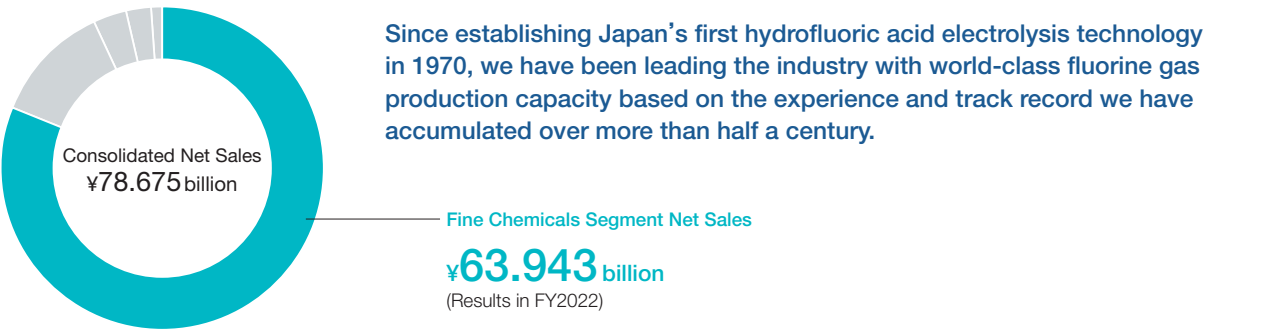 Since establishing Japan's first hydrofluoric acid electrolysis technology
in 1970, we have been leading the industry with world-class fluorine gas
production capacity based on the experience and track record we have
accumulated over more than half a century.
Consolidated Net Sales
¥78.675 billion
Fine Chemicals Segment Net Sales
¥63.943 billion
(Results in FY2022)